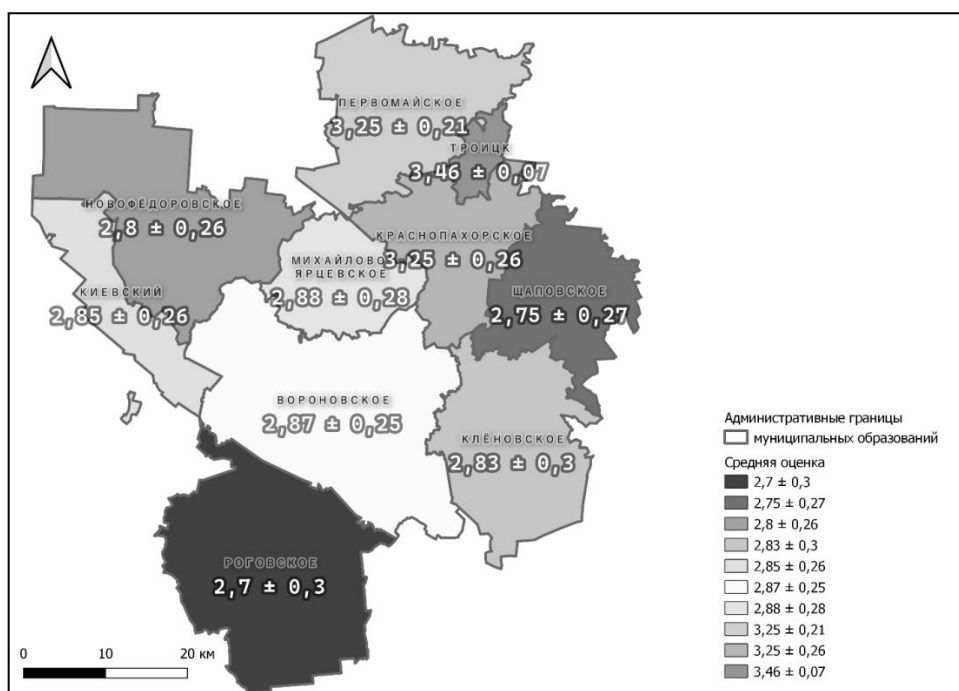 ПЕРВОМАЙСКОЕ
3,25 ± 0,21
ТРОИЦК
3,46 ± 0,07
НОВОФЁДОРОВСКОЕ
2,8 ± 0,26
КРАСНОПАХОРСКОЕ
3,25 ± 0,26
МИХАЙЛОВО-
ЯРЦЕВСКОЕ
2,88 ± 0,28
КИЕВСКИЙ
2,85 ± 0,26
ЩАПОВСКОЕ
2,75 ± 0,27
ВОРОНОВСКОЕ
2,87 ± 0,25
КЛЁНОВСКОЕ
2,83 ± 0,3
РОГОВСКОЕ
2,7 ± 0,3
0 10 20 км
Административные границы
муниципальных образований
Средняя оценка
2,7 ± 0,3
2,75 ± 0,27
2,8 ± 0,26
2,83 ± 0,3
2,85 ± 0,26
2,87 ± 0,25
2,88 ± 0,28
3,25 ± 0,21
3,25 ± 0,26
3,46 ± 0,07